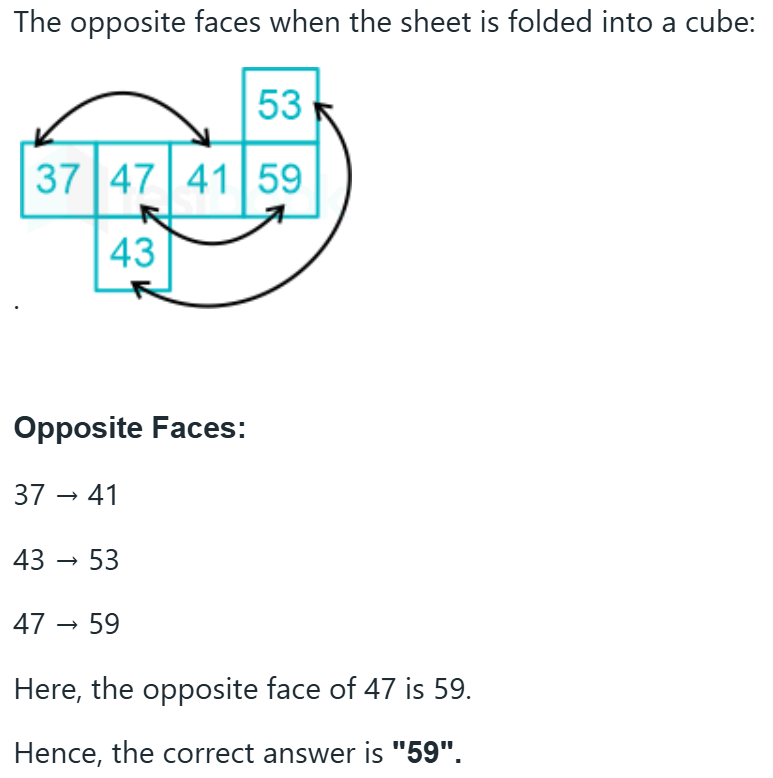 The opposite faces when the sheet is folded into a cube:
53
37 47 41 59
43
.
Opposite Faces:
37 → 41
43 → 53
47 → 59
Here, the opposite face of 47 is 59.
Hence, the correct answer is "59".